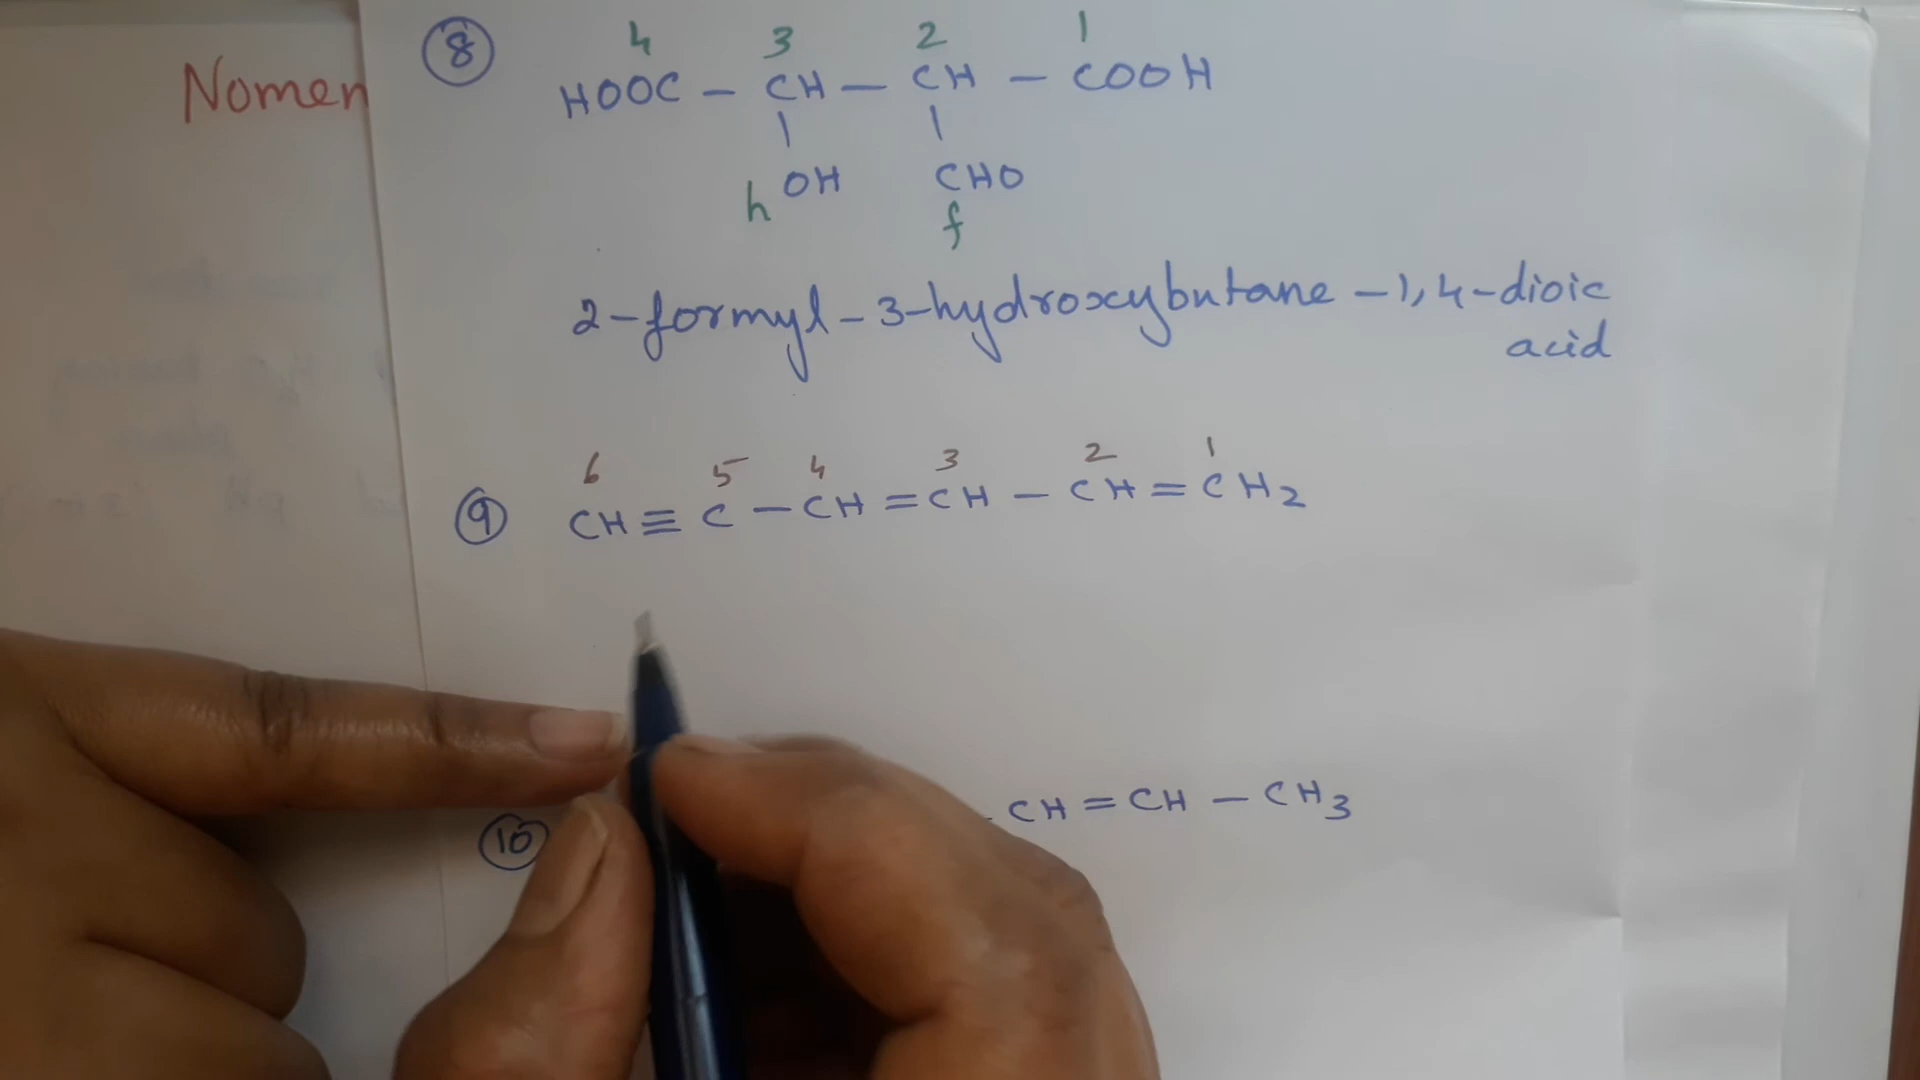 Nomen
⑧
4 3 2 1
HOOC – CH – CH – COOH
| |
OH CHO
h f
2-formyl-3-hydroxybutane-1,4-dioic
acid
6 5 4 3 2 1
⑨ CH≡C–CH=CH–CH=CH2
⑩ CH=CH–CH3